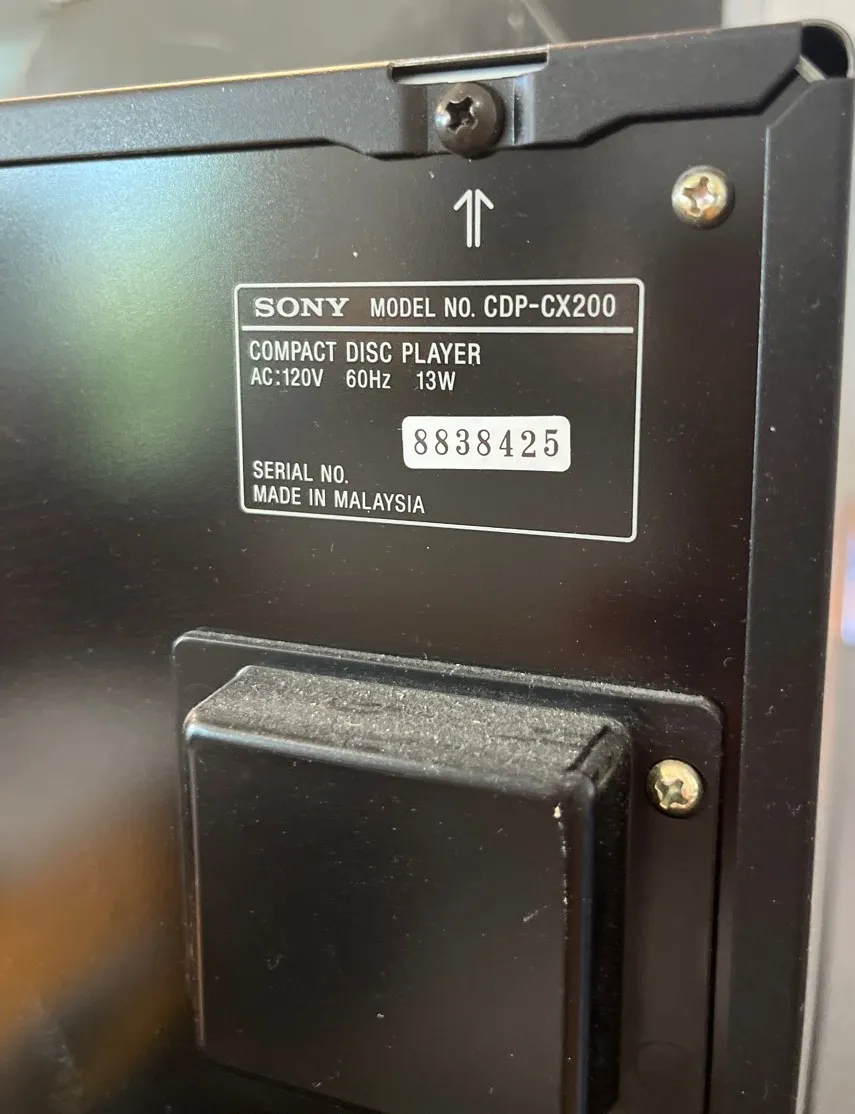 SONY MODEL NO. CDP-CX200
COMPACT DISC PLAYER
AC:120V 60Hz 13W
8838425
SERIAL NO.
MADE IN MALAYSIA